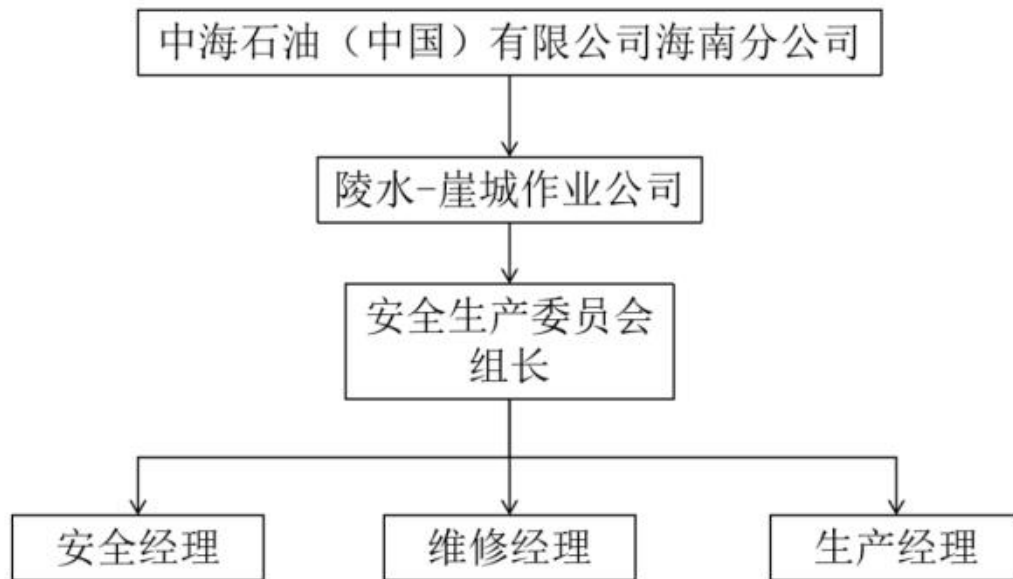 中海石油（中国）有限公司海南分公司
陵水-崖城作业公司
安全生产委员会
组长
安全经理
维修经理
生产经理